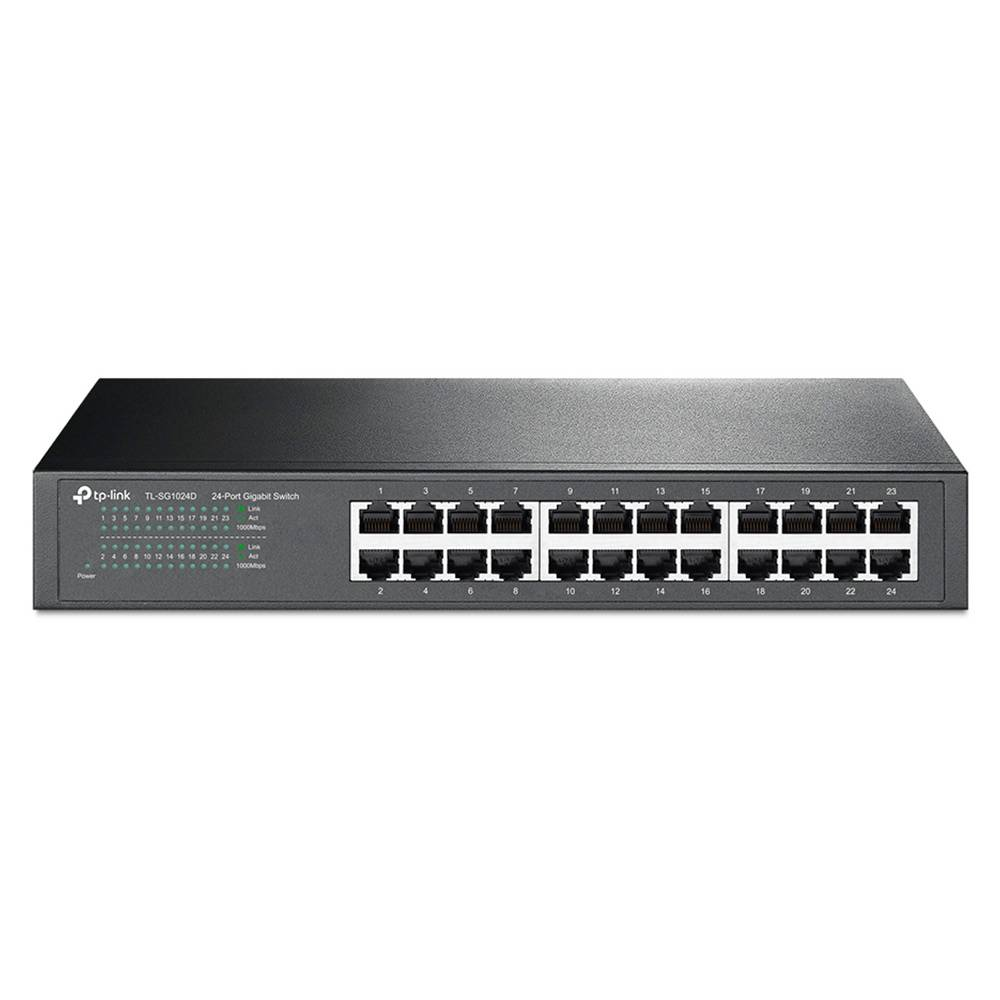 tp-link TL-SG1024D 24-Port Gigabit Switch
Link
1 3 5 7 9 11 13 15 17 19 21 23 Act
1000Mbps
Link
2 4 6 8 10 12 14 16 18 20 22 24 Act
1000Mbps
Power
1 3 5 7 9 11 13 15 17 19 21 23
2 4 6 8 10 12 14 16 18 20 22 24